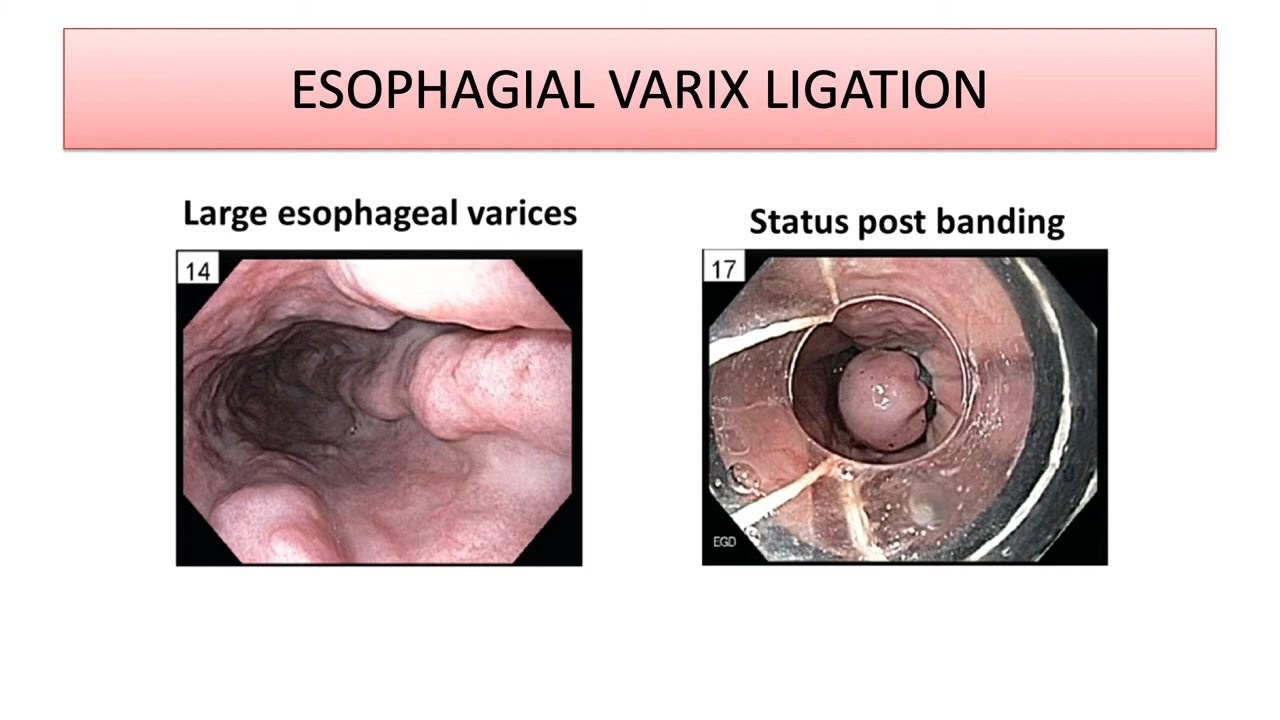 ESOPHAGIAL VARIX LIGATION
Large esophageal varices
Status post banding
14
17
EGD